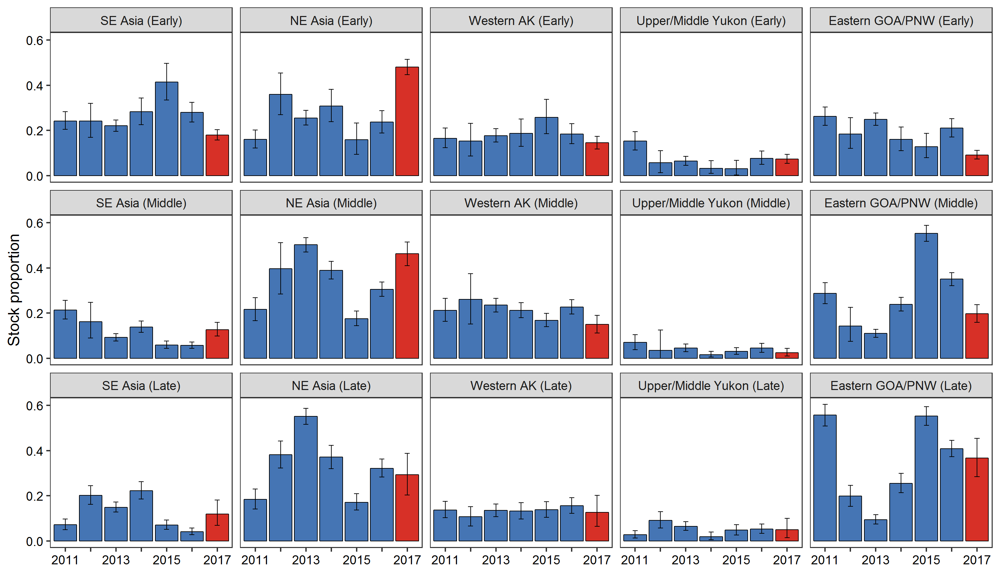 SE Asia (Early) NE Asia (Early) Western AK (Early) Upper/Middle Yukon (Early) Eastern GOA/PNW (Early)
0.6
0.4
0.2
0.0
SE Asia (Middle) NE Asia (Middle) Western AK (Middle) Upper/Middle Yukon (Middle) Eastern GOA/PNW (Middle)
Stock proportion
0.6
0.4
0.2
0.0
SE Asia (Late) NE Asia (Late) Western AK (Late) Upper/Middle Yukon (Late) Eastern GOA/PNW (Late)
0.6
0.4
0.2
0.0
2011 2013 2015 2017 2011 2013 2015 2017 2011 2013 2015 2017 2011 2013 2015 2017 2011 2013 2015 2017